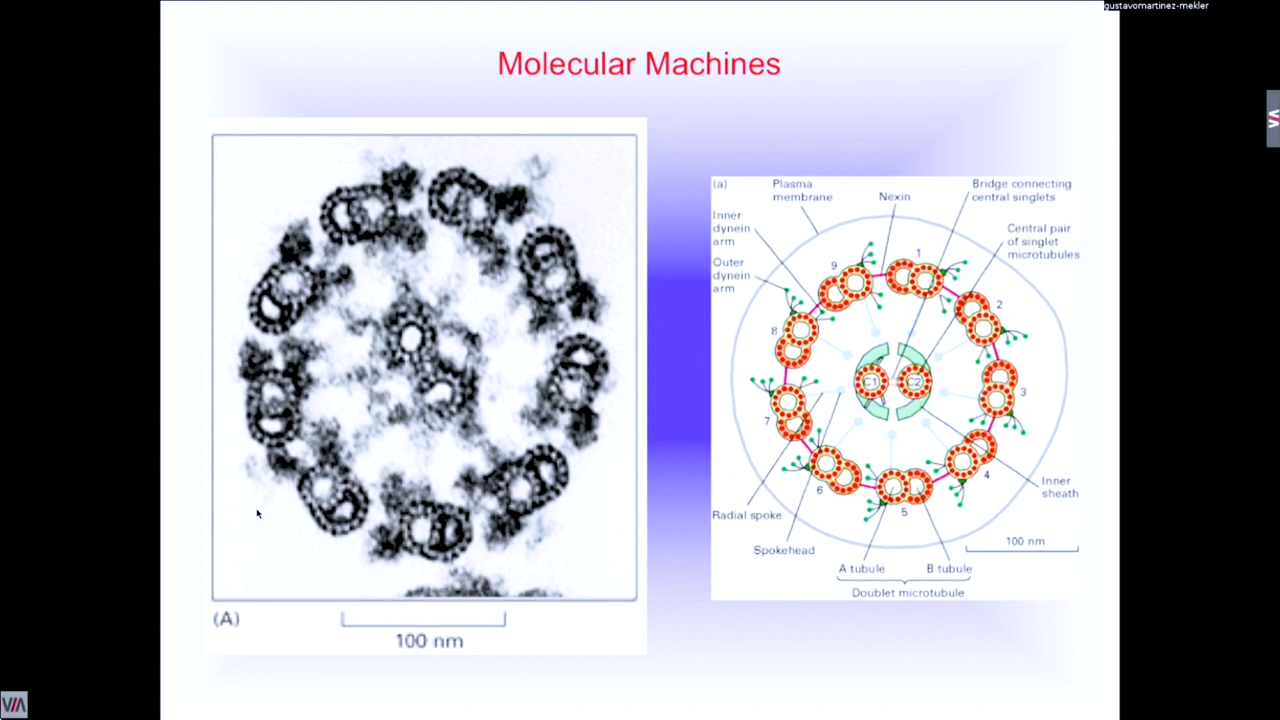 gustavomartinez-mekler
Molecular Machines
(A)
100 nm
(a)
Plasma
membrane
Nexin
Bridge connecting
central singlets
Inner
dynein
arm
Central pair
of singlet
microtubules
Outer
dynein
arm
9
1
2
8
C1
C2
3
7
4
6
5
Inner
sheath
Radial spoke
Spokehead
100 nm
A tubule
B tubule
Doublet microtubule
VIA